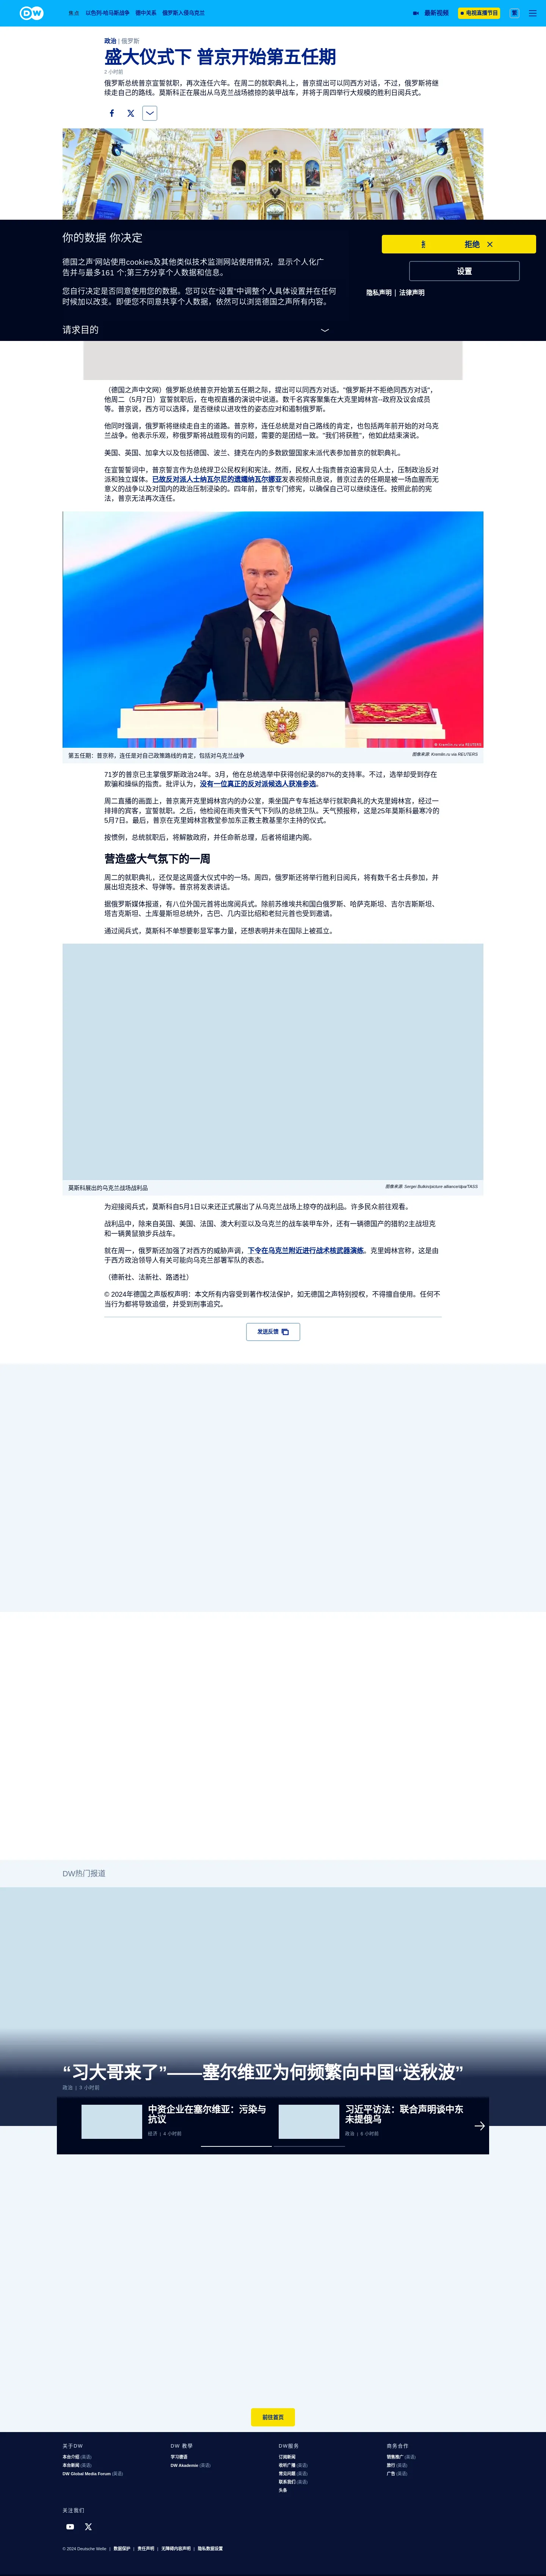 DW
焦点 以色列-哈马斯战争 德中关系 俄罗斯入侵乌克兰
最新视频
电视直播节目
繁
政治 | 俄罗斯
盛大仪式下 普京开始第五任期
2 小时前
俄罗斯总统普京宣誓就职，再次连任六年。在周二的就职典礼上，普京提出可以同西方对话，不过，俄罗斯将继
续走自己的路线。莫斯科正在展出从乌克兰战场掳掠的装甲战车，并将于周四举行大规模的胜利日阅兵式。
你的数据 你决定
德国之声'网站使用cookies及其他类似技术监测网站使用情况，显示个人化广
告并与最多161 个;第三方分享个人数据和信息。
您自行决定是否同意使用您的数据。您可以在“设置”中调整个人具体设置并在任何
时候加以改变。即便您不同意共享个人数据，依然可以浏览德国之声所有内容。
拒绝
设置
隐私声明 | 法律声明
请求目的
（德国之声中文网）俄罗斯总统普京开始第五任期之际，提出可以同西方对话。"俄罗斯并不拒绝同西方对话"，
他周二（5月7日）宣誓就职后，在电视直播的演说中说道。数千名宾客聚集在大克里姆林宫--政府及议会成员
等。普京说，西方可以选择，是否继续以进攻性的姿态应对和遏制俄罗斯。
他同时强调，俄罗斯将继续走自主的道路。普京称，连任总统是对自己路线的肯定，也包括两年前开始的对乌克
兰战争。他表示乐观，称俄罗斯将战胜现有的问题，需要的是团结一致。"我们将获胜"，他如此结束演说。
美国、英国、加拿大以及包括德国、波兰、捷克在内的多数欧盟国家未派代表参加普京的就职典礼。
在宣誓誓词中，普京誓言作为总统捍卫公民权利和宪法。然而，民权人士指责普京迫害异见人士，压制政治反对
派和独立媒体。已故反对派人士纳瓦尔尼的遗孀纳瓦尔娜亚发表视频讯息说，普京过去的任期是被一场血腥而无
意义的战争以及对国内的政治压制浸染的。四年前，普京专门修宪，以确保自己可以继续连任。按照此前的宪
法，普京无法再次连任。
© Kremlin.ru via REUTERS
第五任期：普京称，连任是对自己政策路线的肯定，包括对乌克兰战争
图像来源: Kremlin.ru via REUTERS
71岁的普京已主掌俄罗斯政治24年。3月，他在总统选举中获得创纪录的87%的支持率。不过，选举却受到存在
欺骗和操纵的指责。批评认为，没有一位真正的反对派候选人获准参选。
周二直播的画面上，普京离开克里姆林宫内的办公室，乘坐国产专车抵达举行就职典礼的大克里姆林宫，经过一
排排的宾客，宣誓就职。之后，他检阅在雨夹雪天气下列队的总统卫队。天气预报称，这是25年来莫斯科最寒冷的
5月7日。最后，普京在克里姆林宫教堂参加东正教主教基里尔主持的仪式。
按惯例，总统就职后，将解散政府，并任命新总理，后者将组建内阁。
营造盛大气氛下的一周
周二的就职典礼，还仅是这周盛大仪式中的一场。周四，俄罗斯还将举行胜利日阅兵，将有数千名士兵参加，并
展出坦克技术、导弹等。普京将发表讲话。
据俄罗斯媒体报道，有八位外国元首将出席阅兵式。除前苏维埃共和国白俄罗斯、哈萨克斯坦、吉尔吉斯斯坦、
塔吉克斯坦、土库曼斯坦总统外，古巴、几内亚比绍和老挝元首也受到邀请。
通过阅兵式，莫斯科不单想要彰显军事力量，还想表明并未在国际上被孤立。
莫斯科展出的乌克兰战场战利品
图像来源: Sergei Bulkin/picture alliance/dpa/TASS
为迎接阅兵式，莫斯科自5月1日以来还正式展出了从乌克兰战场上掠夺的战利品。许多民众前往观看。
战利品中，除来自英国、美国、法国、澳大利亚以及乌克兰的战车装甲车外，还有一辆德国产的猎豹2主战坦克
和一辆黄鼠狼步兵战车。
就在周一，俄罗斯还加强了对西方的威胁声调，下令在乌克兰附近进行战术核武器演练。克里姆林宫称，这是由
于西方政治领导人有关可能向乌克兰部署军队的表态。
（德新社、法新社、路透社）
© 2024年德国之声版权声明：本文所有内容受到著作权法保护，如无德国之声特别授权，不得擅自使用。任何不
当行为都将导致追偿，并受到刑事追究。
发送反馈
DW热门报道
“习大哥来了”——塞尔维亚为何频繁向中国“送秋波”
政治 | 3 小时前
中资企业在塞尔维亚：污染与
抗议
经济 | 4 小时前
习近平访法：联合声明谈中东
未提俄乌
政治 | 6 小时前
前往首页
关于DW
本台介绍 (英语)
本台新闻 (英语)
DW Global Media Forum (英语)
DW 教学
学习德语
DW Akademie (英语)
DW服务
订阅新闻
收听广播 (英语)
常见问题 (英语)
联系我们 (英语)
头条
商务合作
销售推广 (英语)
旅行 (英语)
广告 (英语)
关注我们
© 2024 Deutsche Welle | 数据保护 | 责任声明 | 无障碍内容声明 | 隐私数据设置